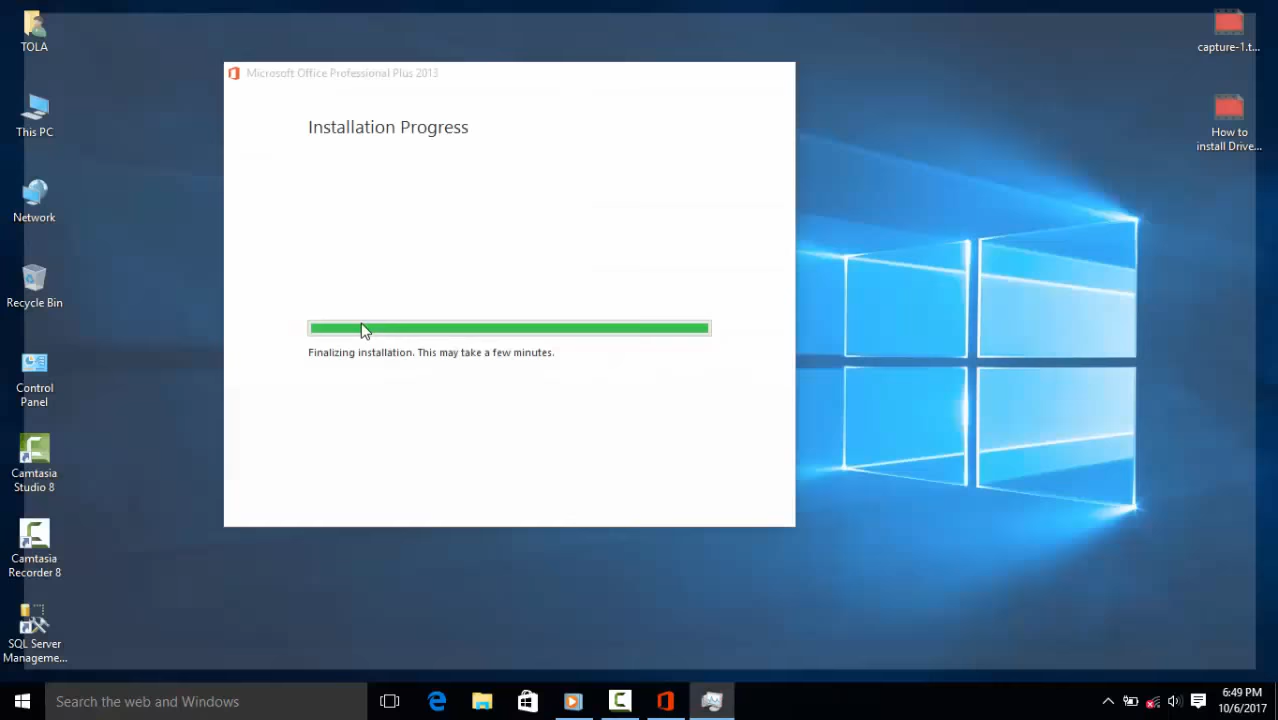 TOLA
This PC
Network
Recycle Bin
Control
Panel
Camtasia
Studio 8
Camtasia
Recorder 8
SQL Server
Manageme...
Microsoft Office Professional Plus 2013
Installation Progress
Finalizing installation. This may take a few minutes.
capture-1.t...
How to
install Drive...
Search the web and Windows
6:49 PM
10/6/2017